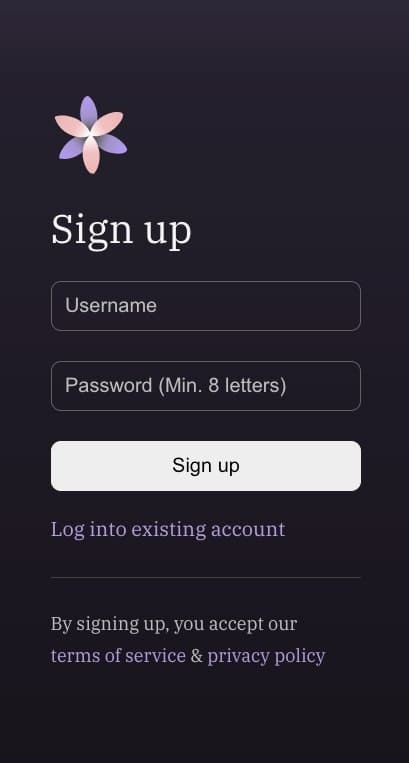 Sign up
Username
Password (Min. 8 letters)
Sign up
Log into existing account
By signing up, you accept our
terms of service & privacy policy